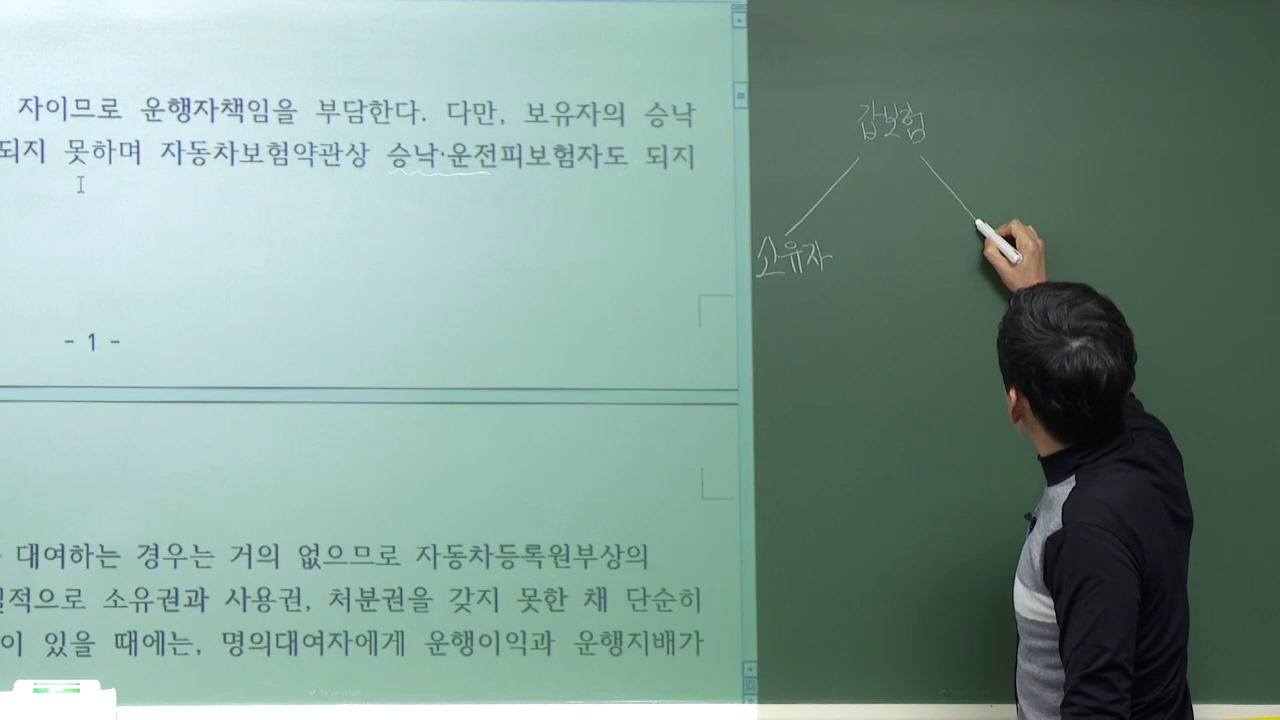 자이므로 운행자책임을 부담한다. 다만, 보유자의 승낙
되지 못하며 자동차보험약관상 승낙·운전피보험자도 되지
- 1 -
대여하는 경우는 거의 없으므로 자동차등록원부상의
적으로 소유권과 사용권, 처분권을 갖지 못한 채 단순히
이 있을 때에는, 명의대여자에게 운행이익과 운행지배가
갑보험
소유자